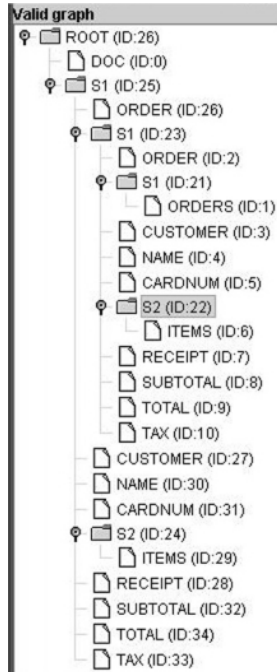 Valid graph
ROOT (ID:26)
DOC (ID:0)
S1 (ID:25)
ORDER (ID:26)
S1 (ID:23)
ORDER (ID:2)
S1 (ID:21)
ORDERS (ID:1)
CUSTOMER (ID:3)
NAME (ID:4)
CARDNUM (ID:5)
S2 (ID:22)
ITEMS (ID:6)
RECEIPT (ID:7)
SUBTOTAL (ID:8)
TOTAL (ID:9)
TAX (ID:10)
CUSTOMER (ID:27)
NAME (ID:30)
CARDNUM (ID:31)
S2 (ID:24)
ITEMS (ID:29)
RECEIPT (ID:28)
SUBTOTAL (ID:32)
TOTAL (ID:34)
TAX (ID:33)